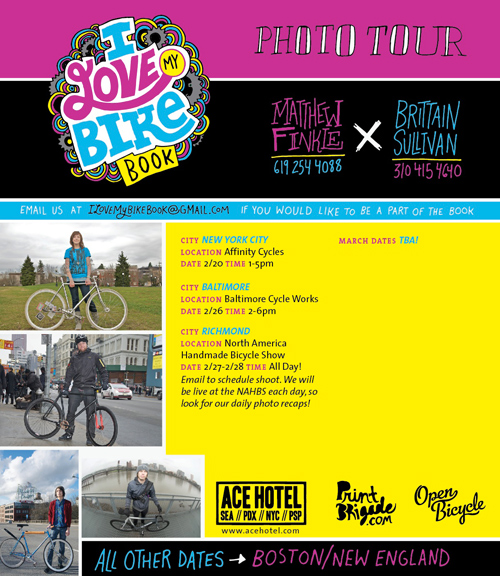 I
LOVE
MY
BIKE
BOOK
PHOTO TOUR
MATTHEW
FINKLE
619 254 4088
X
BRITTAIN
SULLIVAN
310 415 4640
EMAIL US AT ILOVEMYBIKEBOOK@GMAIL.COM IF YOU WOULD LIKE TO BE A PART OF THE BOOK
CITY NEW YORK CITY
LOCATION Affinity Cycles
DATE 2/20 TIME 1-5pm
CITY BALTIMORE
LOCATION Baltimore Cycle Works
DATE 2/26 TIME 2-6pm
CITY RICHMOND
LOCATION North America
Handmade Bicycle Show
DATE 2/27-2/28 TIME All Day!
Email to schedule shoot. We will
be live at the NAHBS each day, so
look for our daily photo recaps!
MARCH DATES TBA!
ACE HOTEL
SEA // PDX // NYC // PSP
www.acehotel.com
Print
Brigade
.com
Open
Bicycle
ALL OTHER DATES → BOSTON/NEW ENGLAND